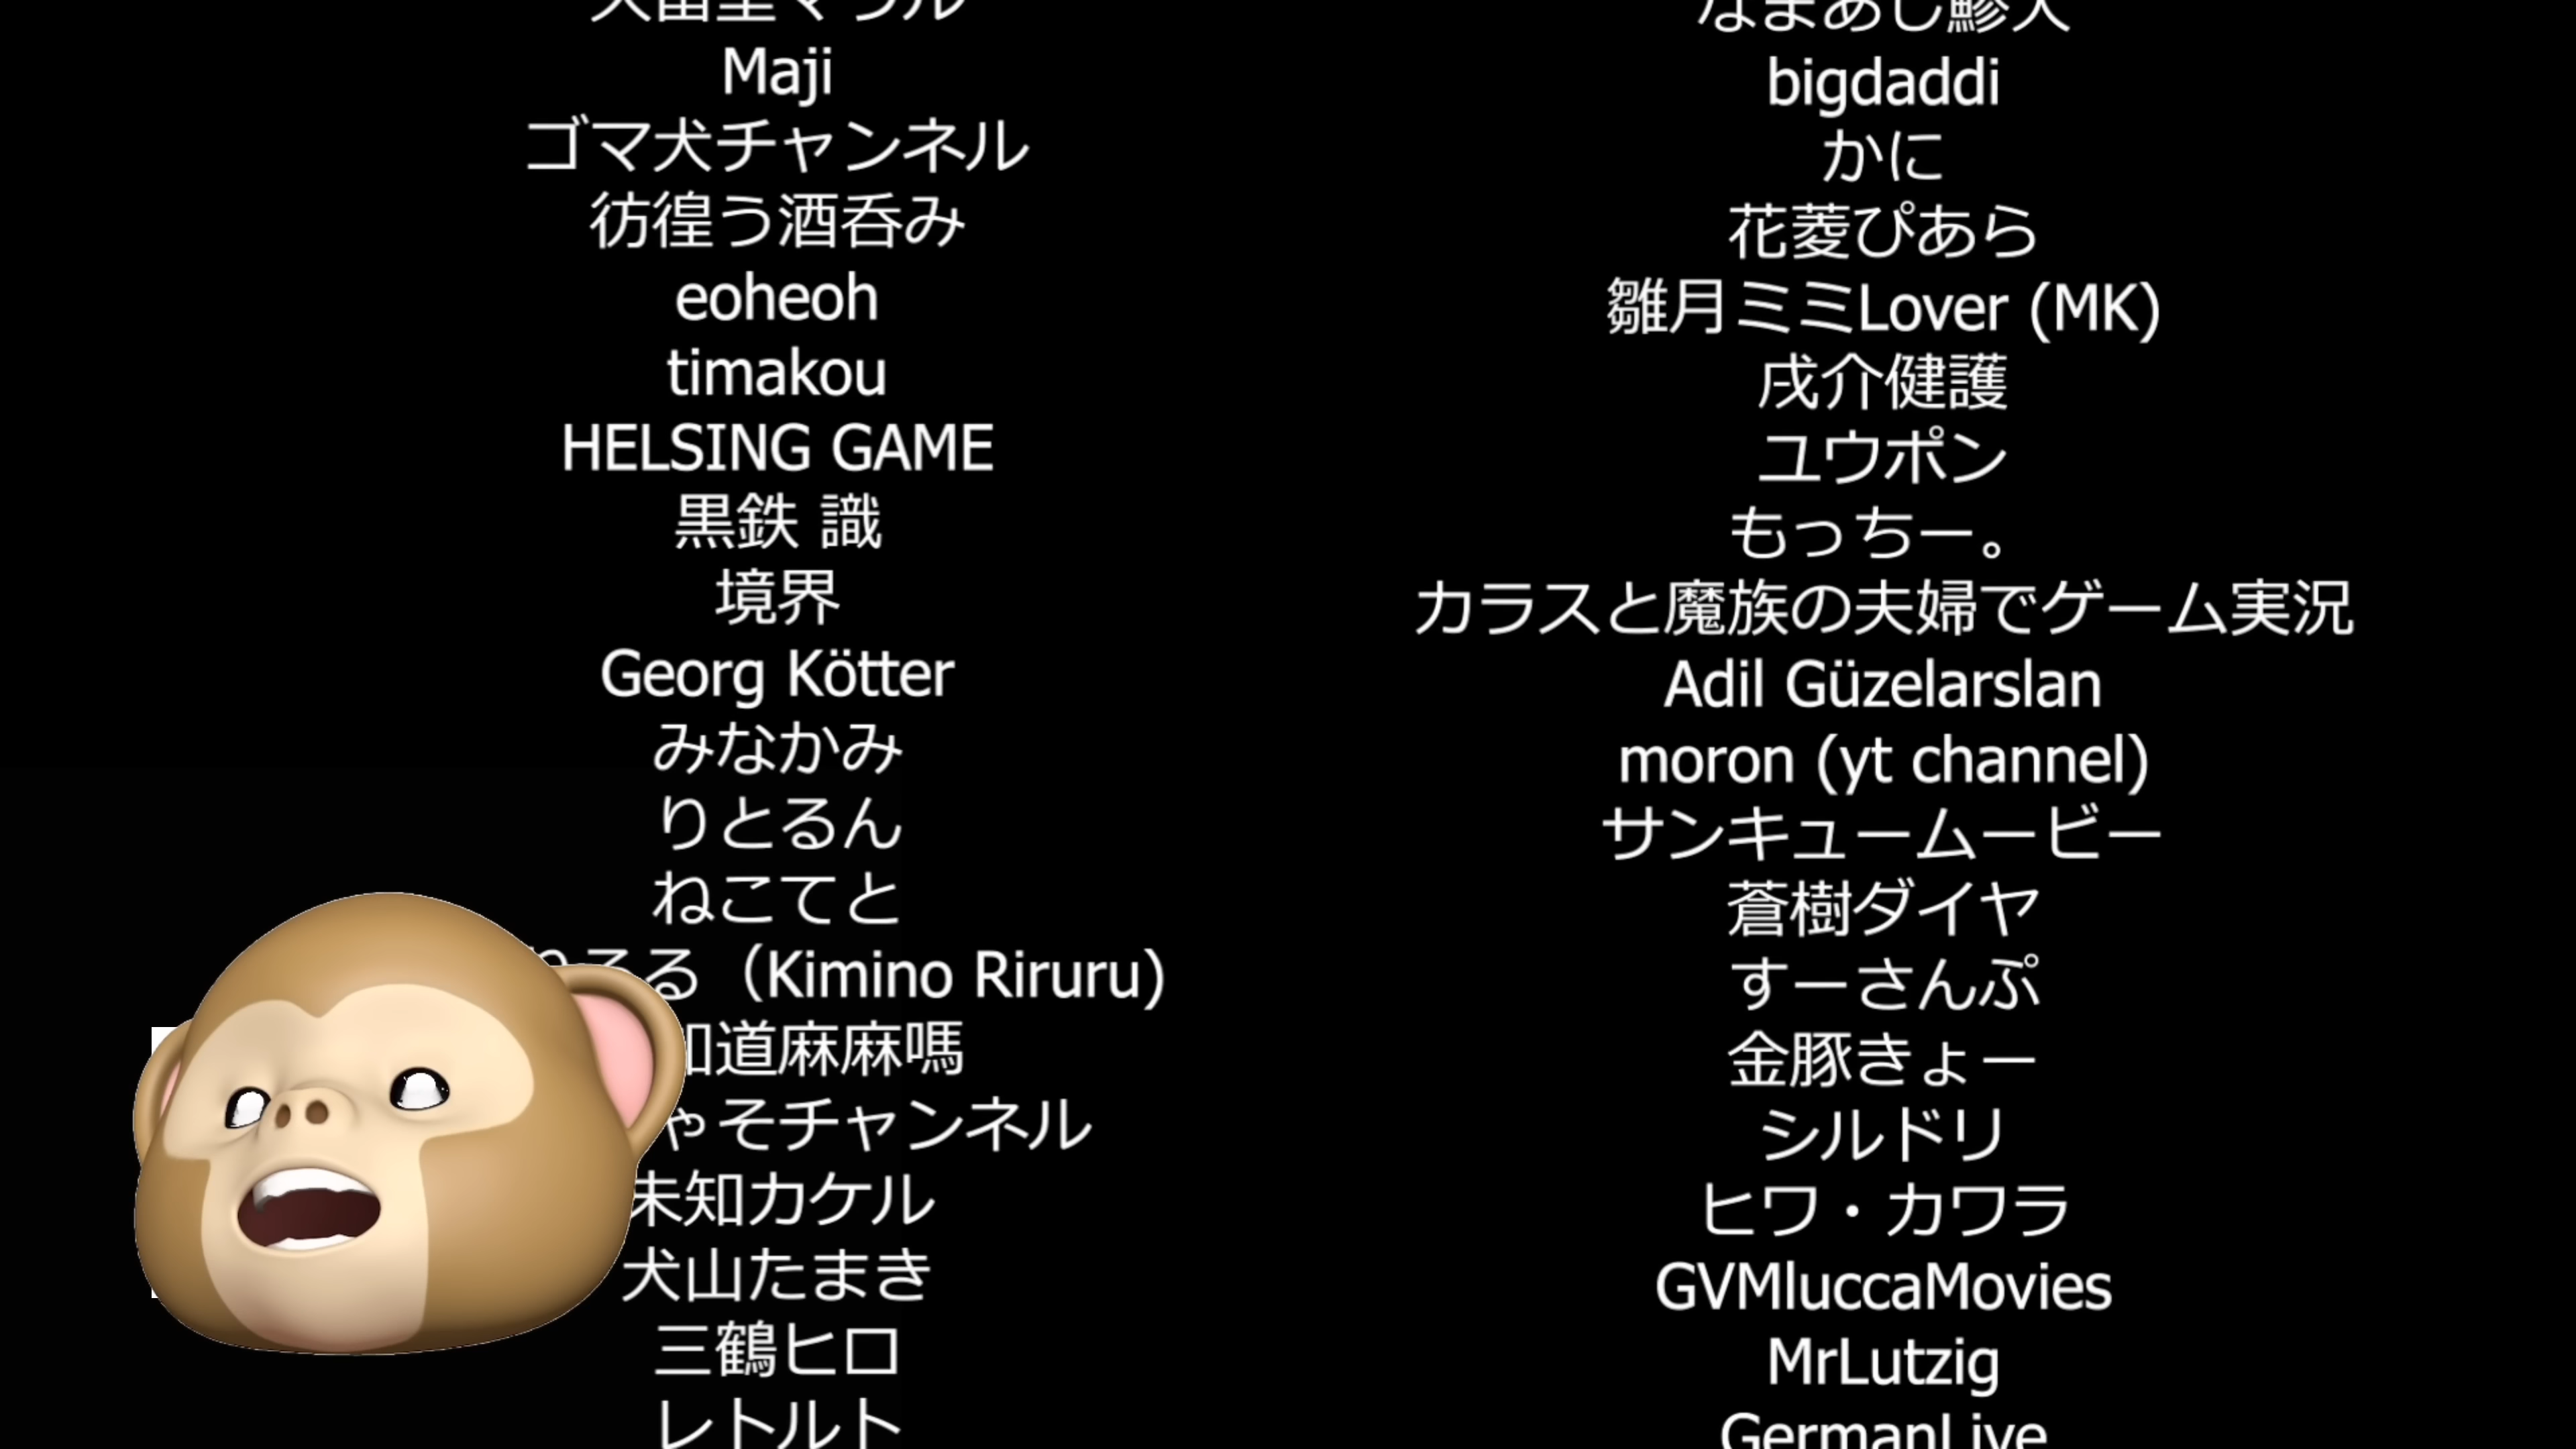 Maji
ゴマ犬チャンネル
彷徨う酒呑み
eoheoh
timakou
HELSING GAME
黒鉄 識
境界
Georg Kötter
みなかみ
りとるん
ねこてと
る（Kimino Riruru）
道麻麻嗎
ゃそチャンネル
未知カケル
犬山たまき
三鶴ヒロ
レトルト
bigdaddi
かに
花菱ぴあら
雛月ミミLover (MK)
戌介健護
ユウポン
もっちー。
カラスと魔族の夫婦でゲーム実況
Adil Güzelarslan
moron (yt channel)
サンキュームービー
蒼樹ダイヤ
すーさんぷ
金豚きょー
シルドリ
ヒワ・カワラ
GVMluccaMovies
MrLutzig
GermanLive